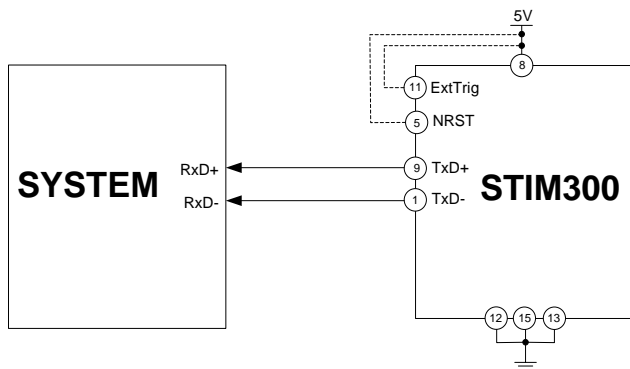 5V
8
11 ExtTrig
5 NRST
RxD+ 9 TxD+
SYSTEM STIM300
RxD- 1 TxD-
12 15 13